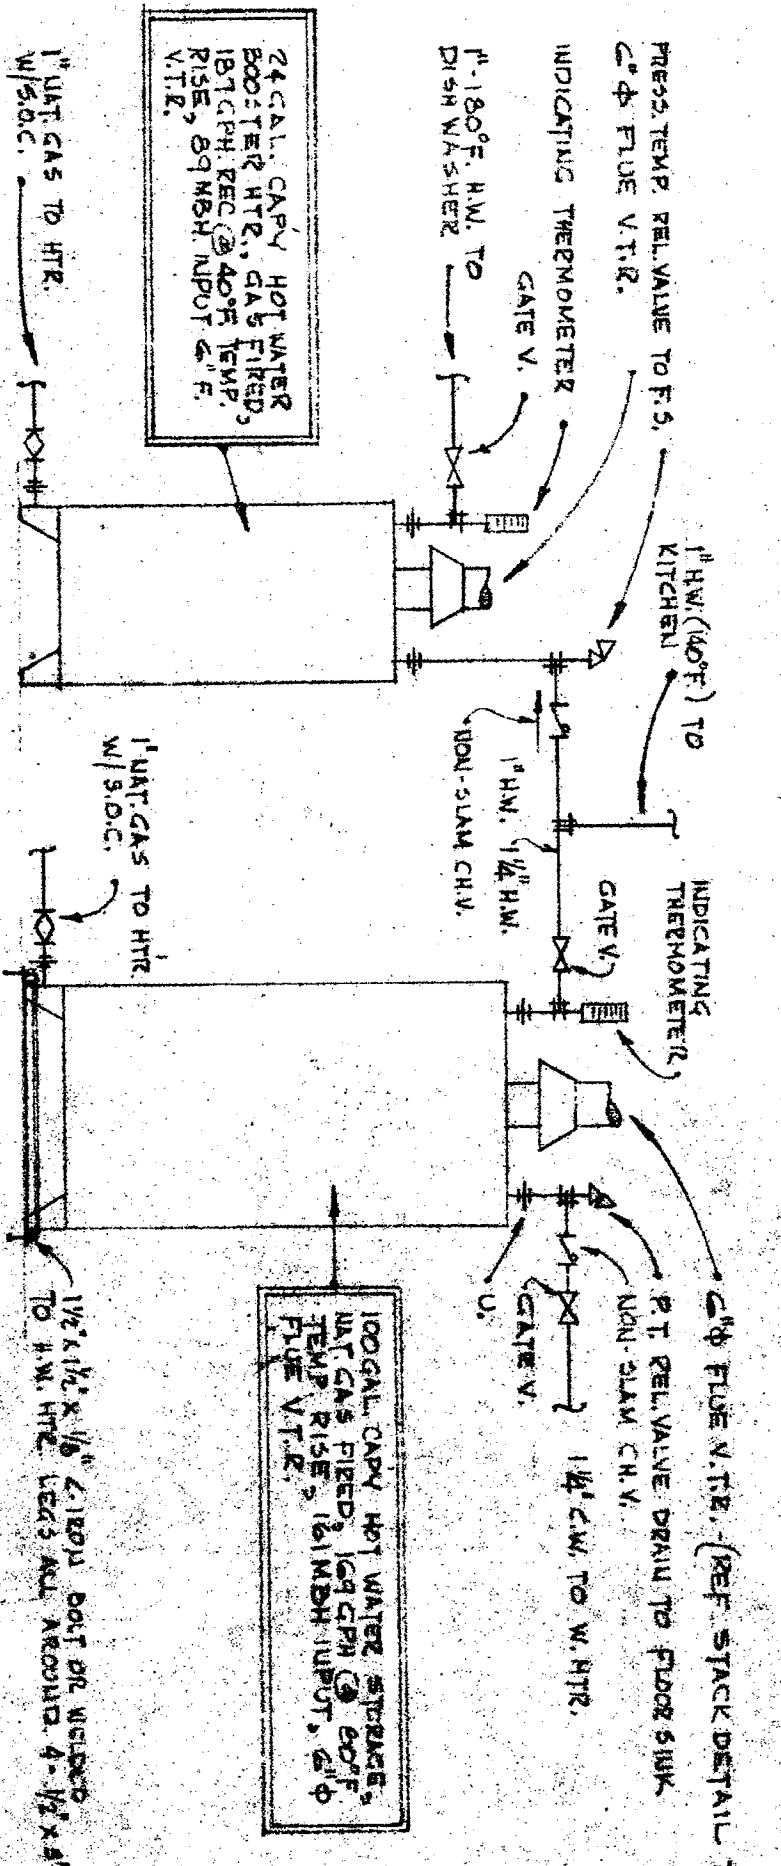 PRESS. TEMP. REL. VALVE TO F.S.
6"Φ FLUE V.T.R.
INDICATING THERMOMETER
GATE V.
1"-180°F. H.W. TO
DISH WASHER
24 GAL. CAPY HOT WATER
BOOSTER HTR., GAS FIRED,
187 GPH. REC @ 40°F. TEMP.
RISE, 89 MBH. INPUT 6" F.
V.T.R.
1" NAT. GAS TO HTR.
W/S.O.C.
1" H.W. (140°F.) TO
KITCHEN
NON-SLAM CH.V.
1" H.W. 1¼" H.W.
GATE V.
INDICATING
THERMOMETER
1" NAT. GAS TO HTR.
W/S.O.C.
6"Φ FLUE V.T.R. - (REF. STACK DETAIL
P.T. REL. VALVE DRAIN TO FLOOR SINK
NON-SLAM CH.V.
1¼" C.W. TO W. HTR.
GATE V.
U.
100 GAL. CAPY HOT WATER STORAGE,
NAT GAS FIRED, 169 GPH @ 80°F
TEMP RISE, 161 MBH INPUT, 6"Φ
FLUE V.T.R.
1½" x 1½" x ⅛" ∠ IRON BOLT OR WELDED
TO H.W. HTR. LEGS ALL AROUND. 4-½" x